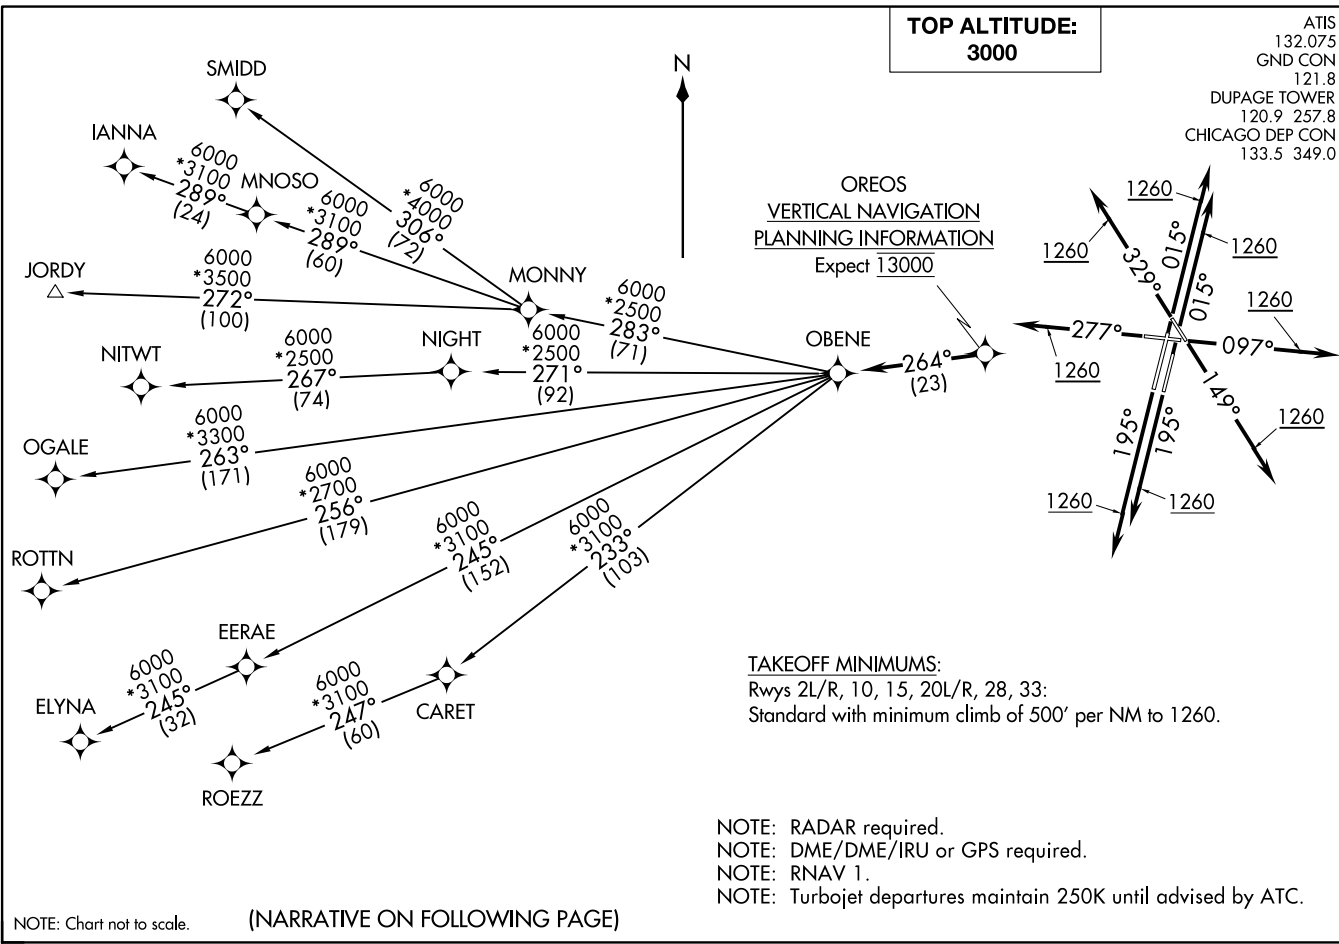 TOP ALTITUDE:
3000
ATIS
132.075
GND CON
121.8
DUPAGE TOWER
120.9 257.8
CHICAGO DEP CON
133.5 349.0
N
SMIDD
IANNA
6000
*3100
289°
(24)
MNOSO
6000
*3100
289°
(60)
6000
*4000
306°
(72)
JORDY
6000
*3500
272°
(100)
MONNY
6000
*2500
283°
(71)
OREOS
VERTICAL NAVIGATION
PLANNING INFORMATION
Expect 13000
NITWT
6000
*2500
267°
(74)
NIGHT
6000
*2500
271°
(92)
OBENE
264°
(23)
OGALE
6000
*3300
263°
(171)
ROTTN
6000
*2700
256°
(179)
6000
*3100
245°
(152)
6000
*3100
233°
(103)
EERAE
ELYNA
6000
*3100
245°
(32)
6000
*3100
247°
(60)
CARET
ROEZZ
1260
1260
329°
015°
015°
1260
1260
277°
1260
097°
149°
1260
195°
195°
1260
1260
TAKEOFF MINIMUMS:
Rwys 2L/R, 10, 15, 20L/R, 28, 33:
Standard with minimum climb of 500' per NM to 1260.
NOTE: RADAR required.
NOTE: DME/DME/IRU or GPS required.
NOTE: RNAV 1.
NOTE: Turbojet departures maintain 250K until advised by ATC.
NOTE: Chart not to scale.
(NARRATIVE ON FOLLOWING PAGE)